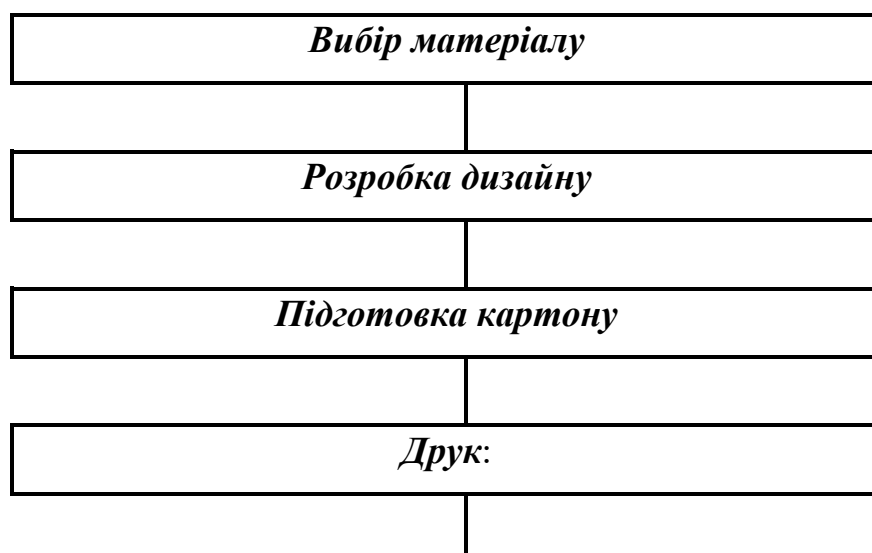 Вибір матеріалу
Розробка дизайну
Підготовка картону
Друк: